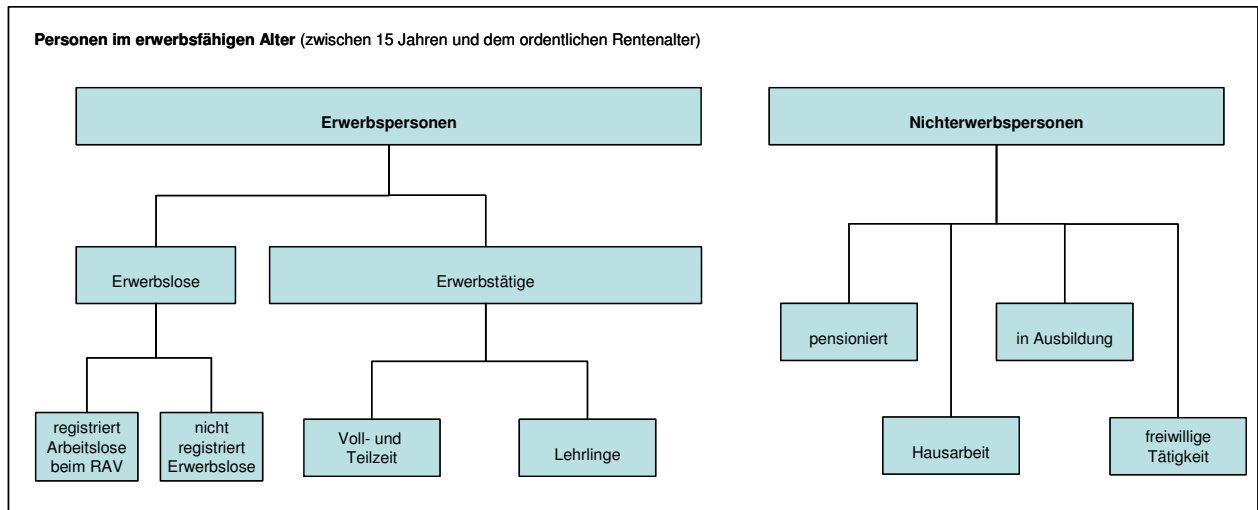 Personen im erwerbsfähigen Alter (zwischen 15 Jahren und dem ordentlichen Rentenalter)
Erwerbspersonen
Nichterwerbspersonen
Erwerbslose
Erwerbstätige
pensioniert
in Ausbildung
registriert
Arbeitslose
beim RAV
nicht
registriert
Erwerbslose
Voll- und
Teilzeit
Lehrlinge
Hausarbeit
freiwillige
Tätigkeit